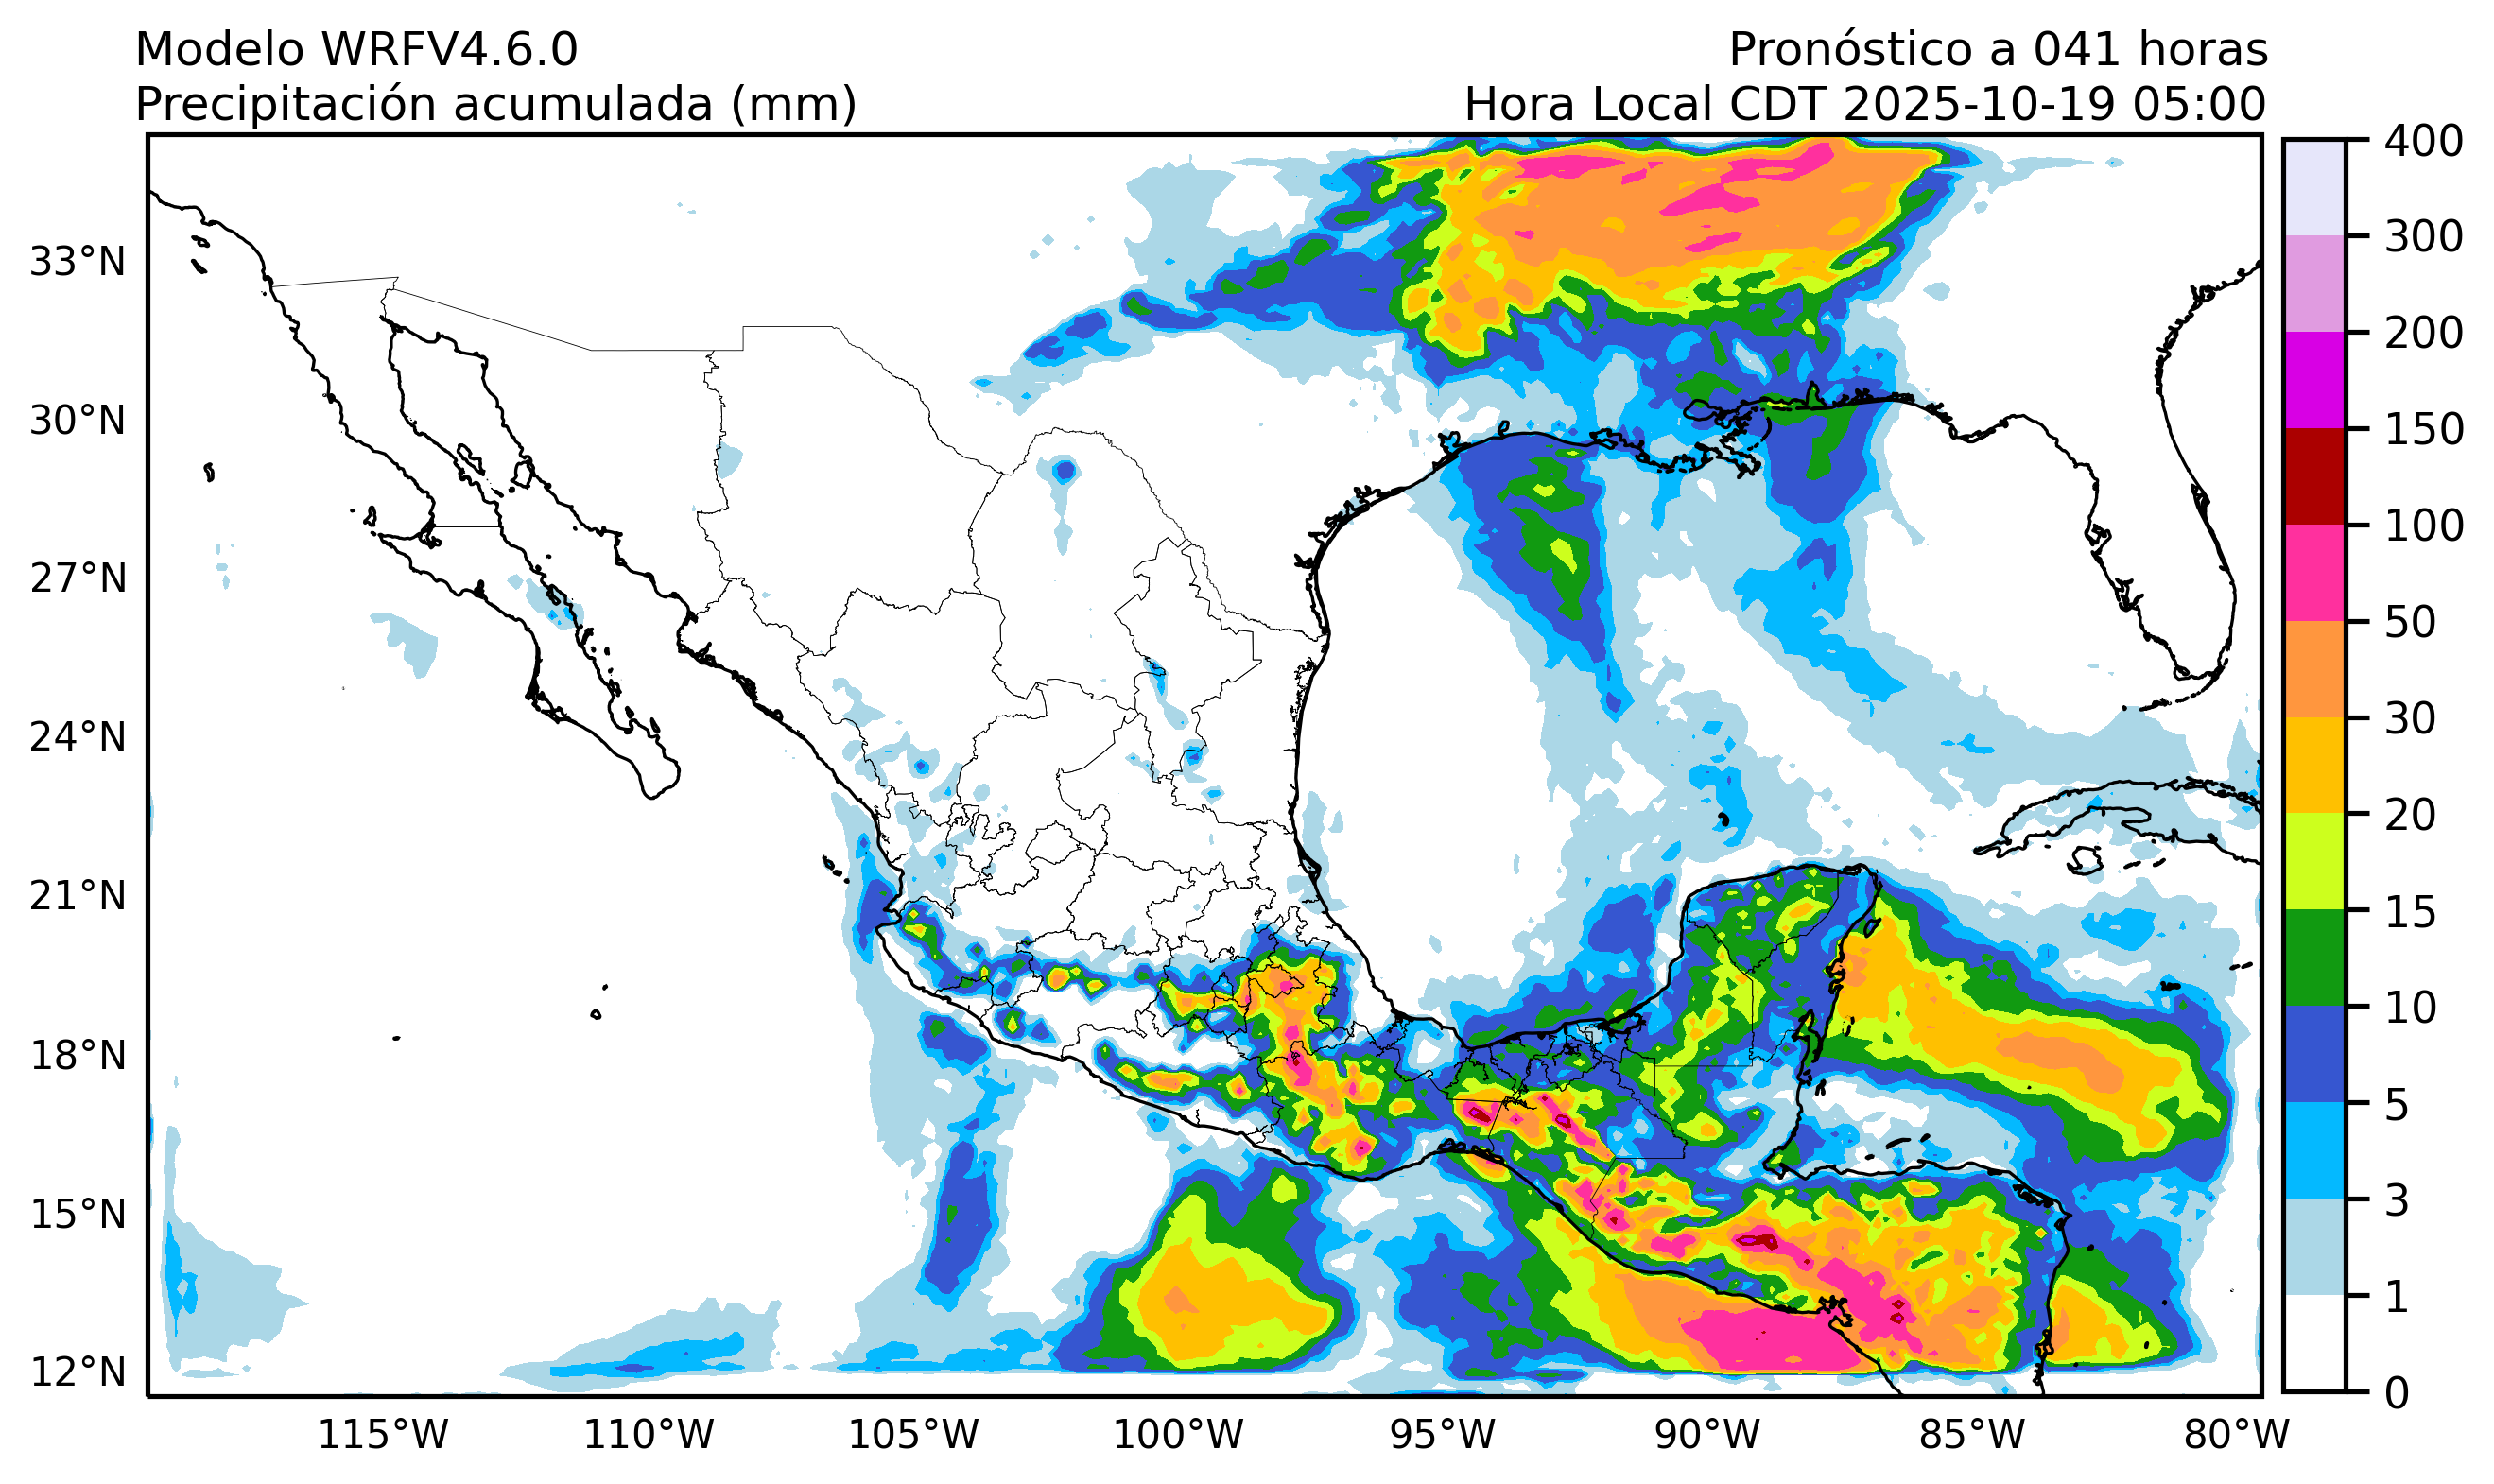 Modelo WRFV4.6.0
Pronóstico a 041 horas
Precipitación acumulada (mm)
Hora Local CDT 2025-10-19 05:00
33°N
30°N
27°N
24°N
21°N
18°N
15°N
12°N
115°W
110°W
105°W
100°W
95°W
90°W
85°W
80°W
400
300
200
150
100
50
30
20
15
10
5
3
1
0